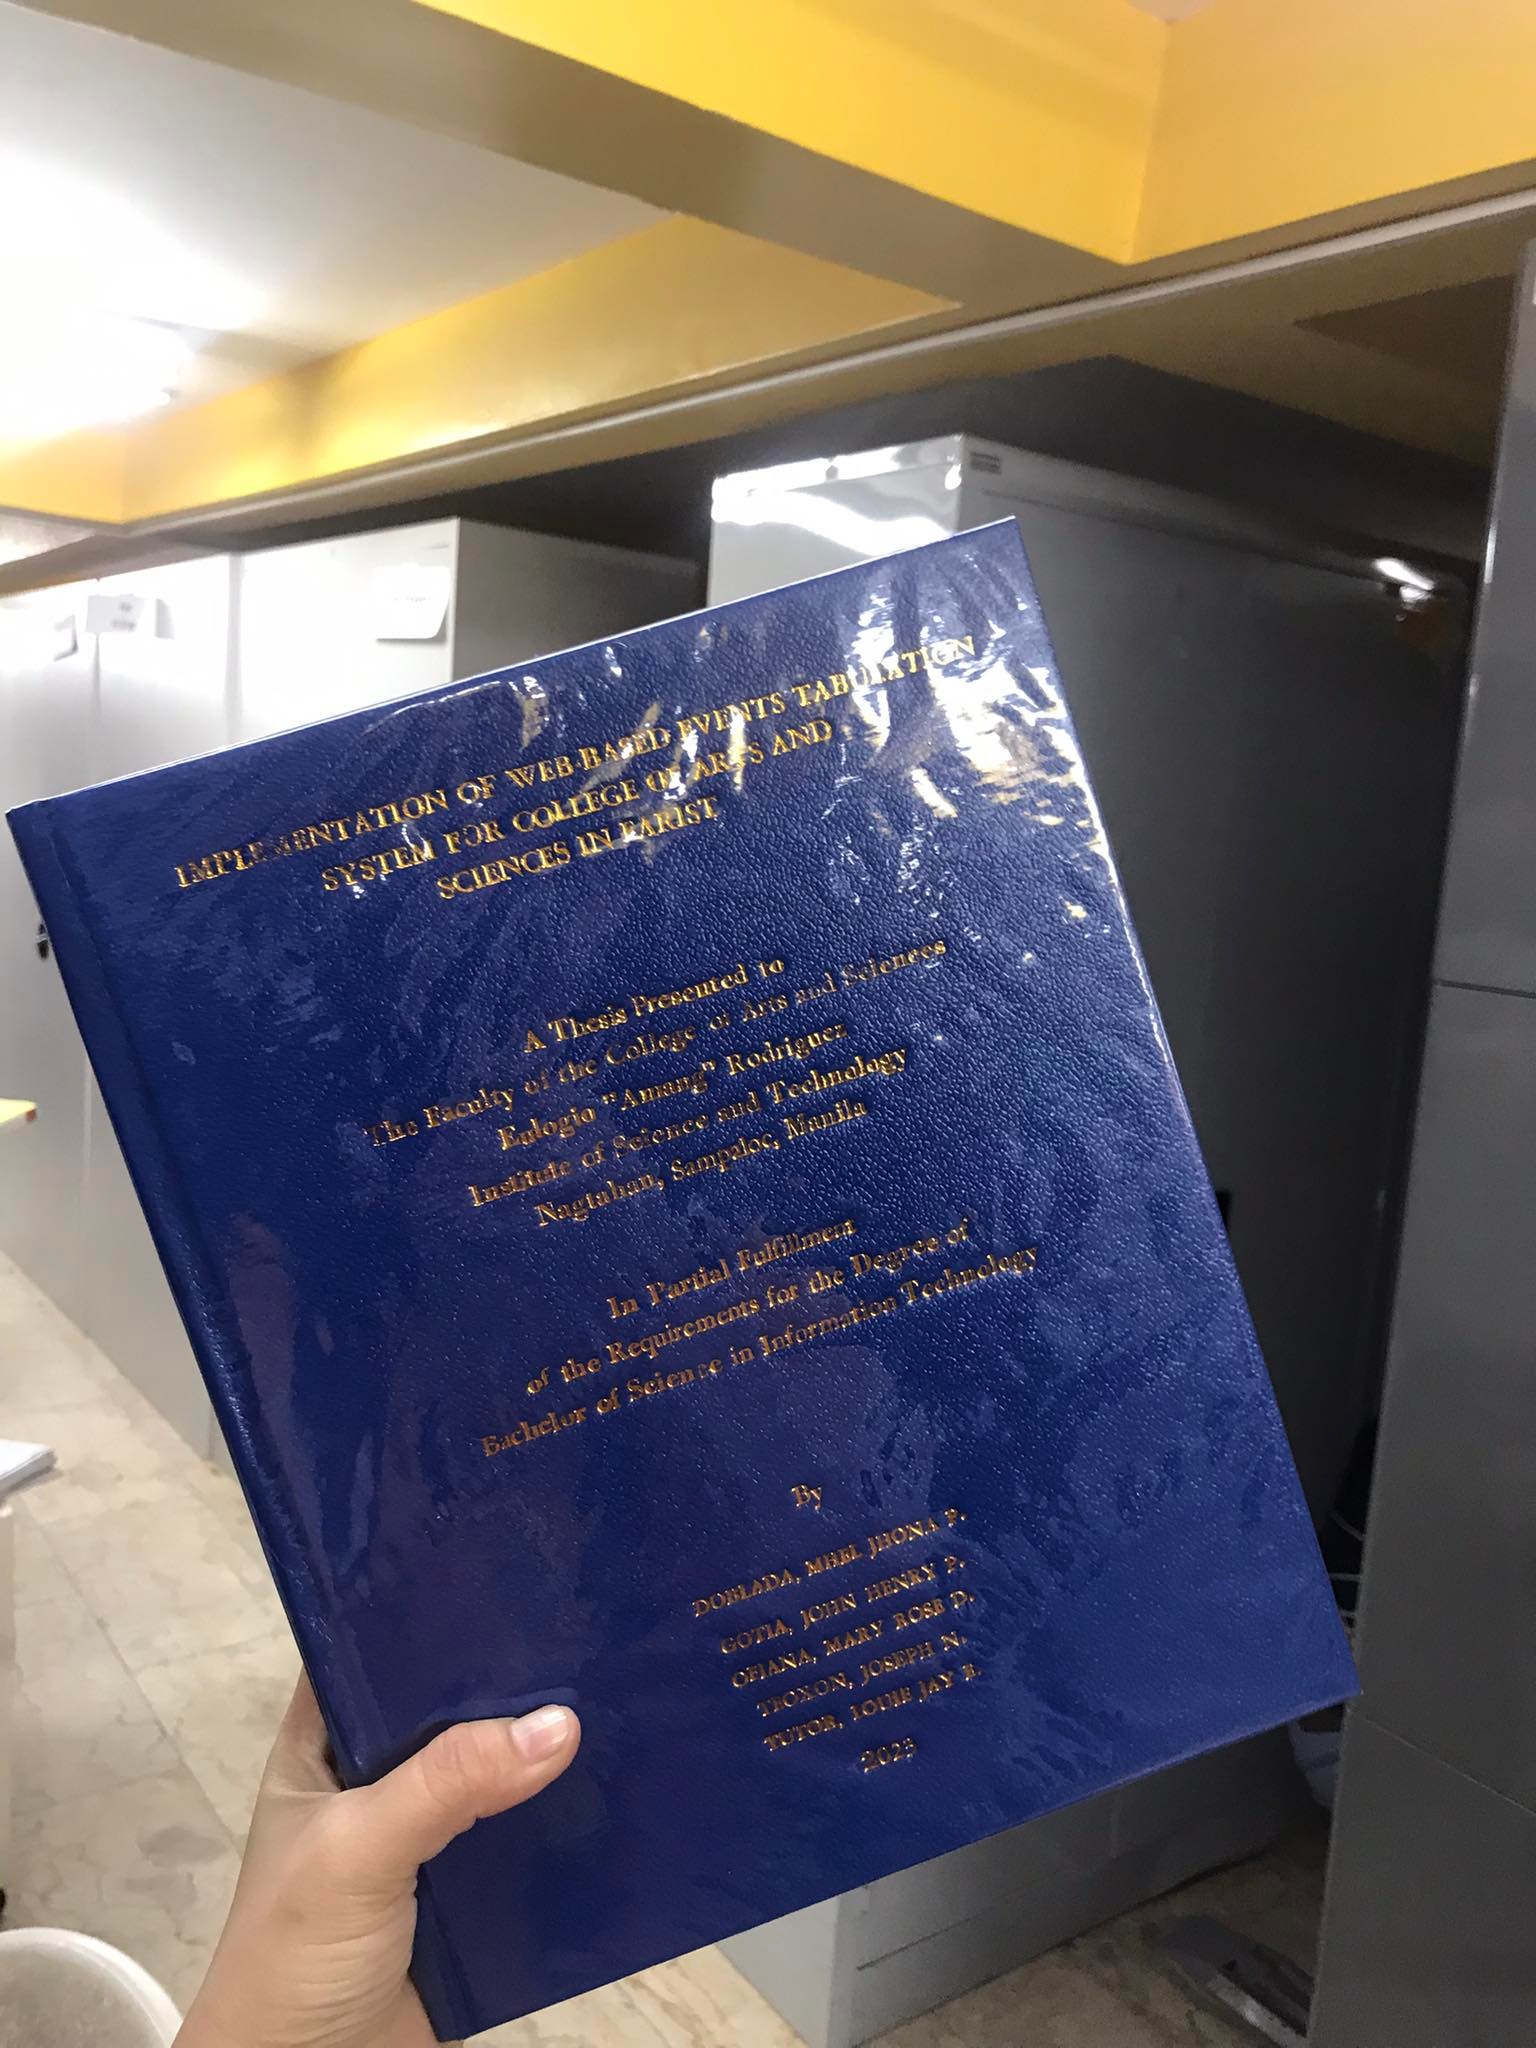 IMPLEMENTATION OF WEB-BASED EVENTS TABULATION
SYSTEM FOR COLLEGE OF ARTS AND
SCIENCES IN EARIST
A Thesis Presented to
The Faculty of the College of Arts and Sciences
Eulogio "Amang" Rodriguez
Institute of Science and Technology
Nagtahan, Sampaloc, Manila
In Partial Fulfillment
of the Requirements for the Degree of
Bachelor of Science in Information Technology
By
DOBLADA, MHEL JHONA P.
GOTIA, JOHN HENRY P.
OFIANA, MARY ROSE D.
TROXON, JOSEPH N.
TUTOR, LOUIE JAY B.
2023